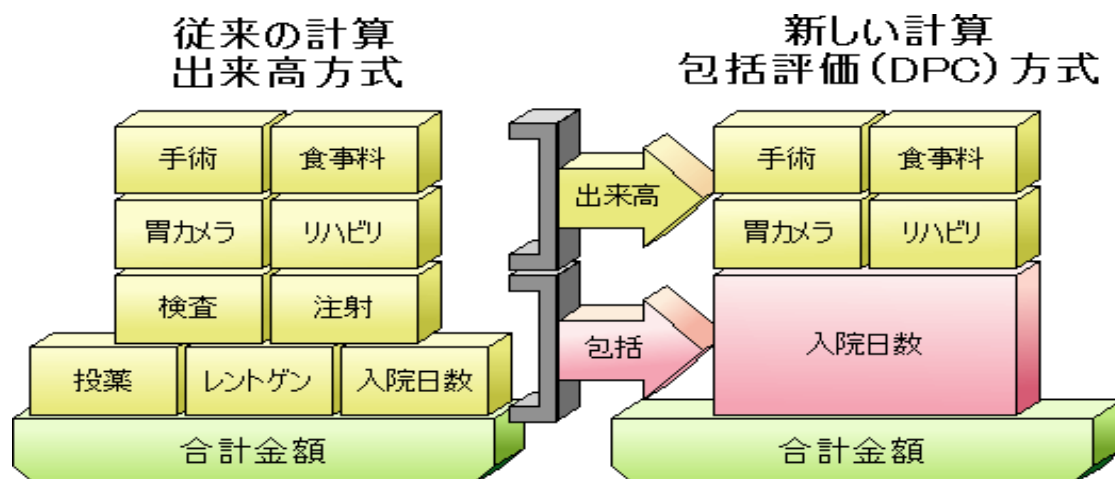 従来の計算
出来高方式
手術
食事料
胃カメラ
リハビリ
検査
注射
投薬
レントゲン
入院日数
合計金額
出来高
包括
新しい計算
包括評価(DPC)方式
手術
食事料
胃カメラ
リハビリ
入院日数
合計金額